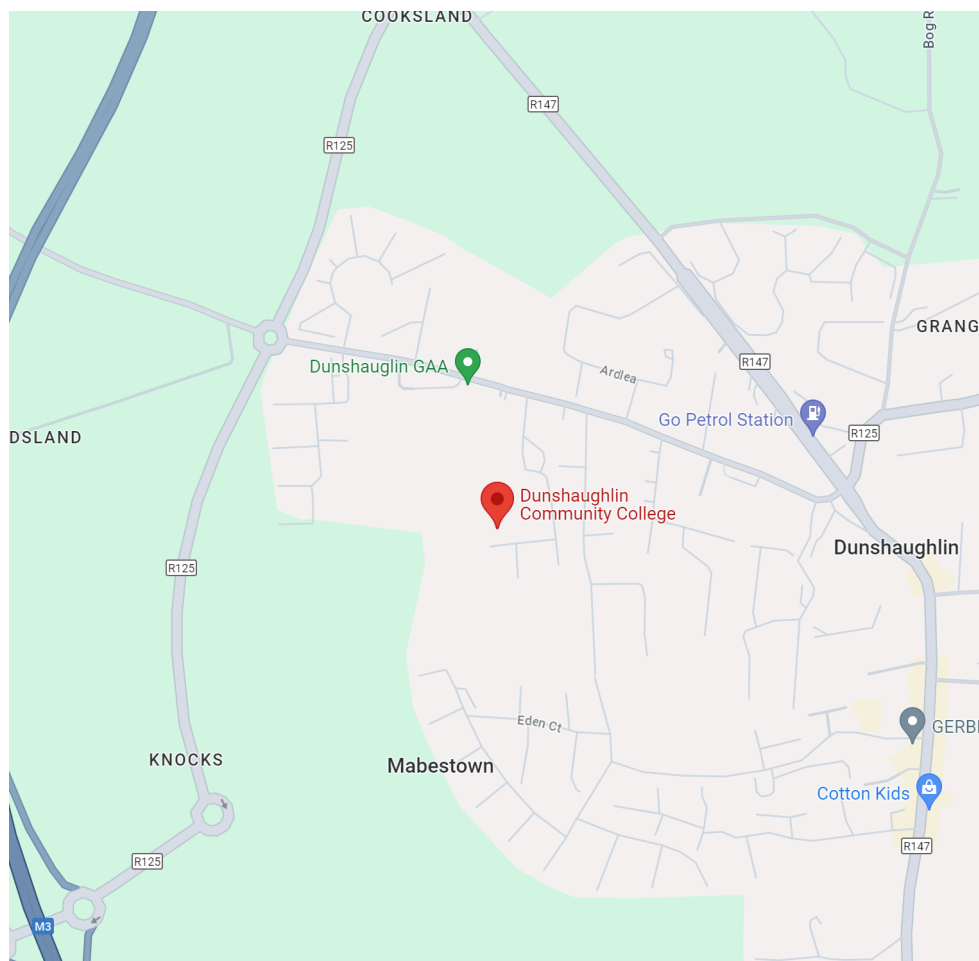 COOKSLAND
Bog R
R147
R125
GRANG
R147
Dunshauglin GAA
Ardlea
Go Petrol Station
R125
DSLAND
Dunshaughlin
Community College
Dunshaughlin
R125
Eden Ct
GERBI
KNOCKS
Mabestown
Cotton Kids
R147
R125
M3